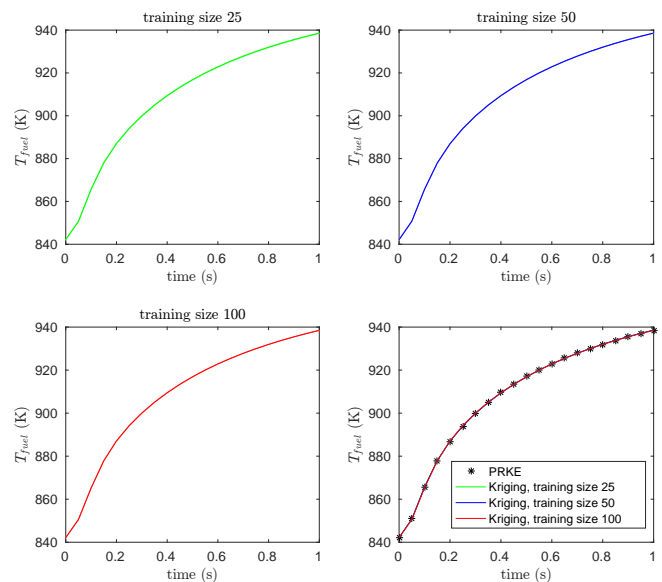 training size 25
940
920
900
880
860
840
T_fuel (K)
0 0.2 0.4 0.6 0.8 1
time (s)
training size 50
940
920
900
880
860
840
T_fuel (K)
0 0.2 0.4 0.6 0.8 1
time (s)
training size 100
940
920
900
880
860
840
T_fuel (K)
0 0.2 0.4 0.6 0.8 1
time (s)
940
920
900
880
860
840
T_fuel (K)
PRKE
Kriging, training size 25
Kriging, training size 50
Kriging, training size 100
0 0.2 0.4 0.6 0.8 1
time (s)